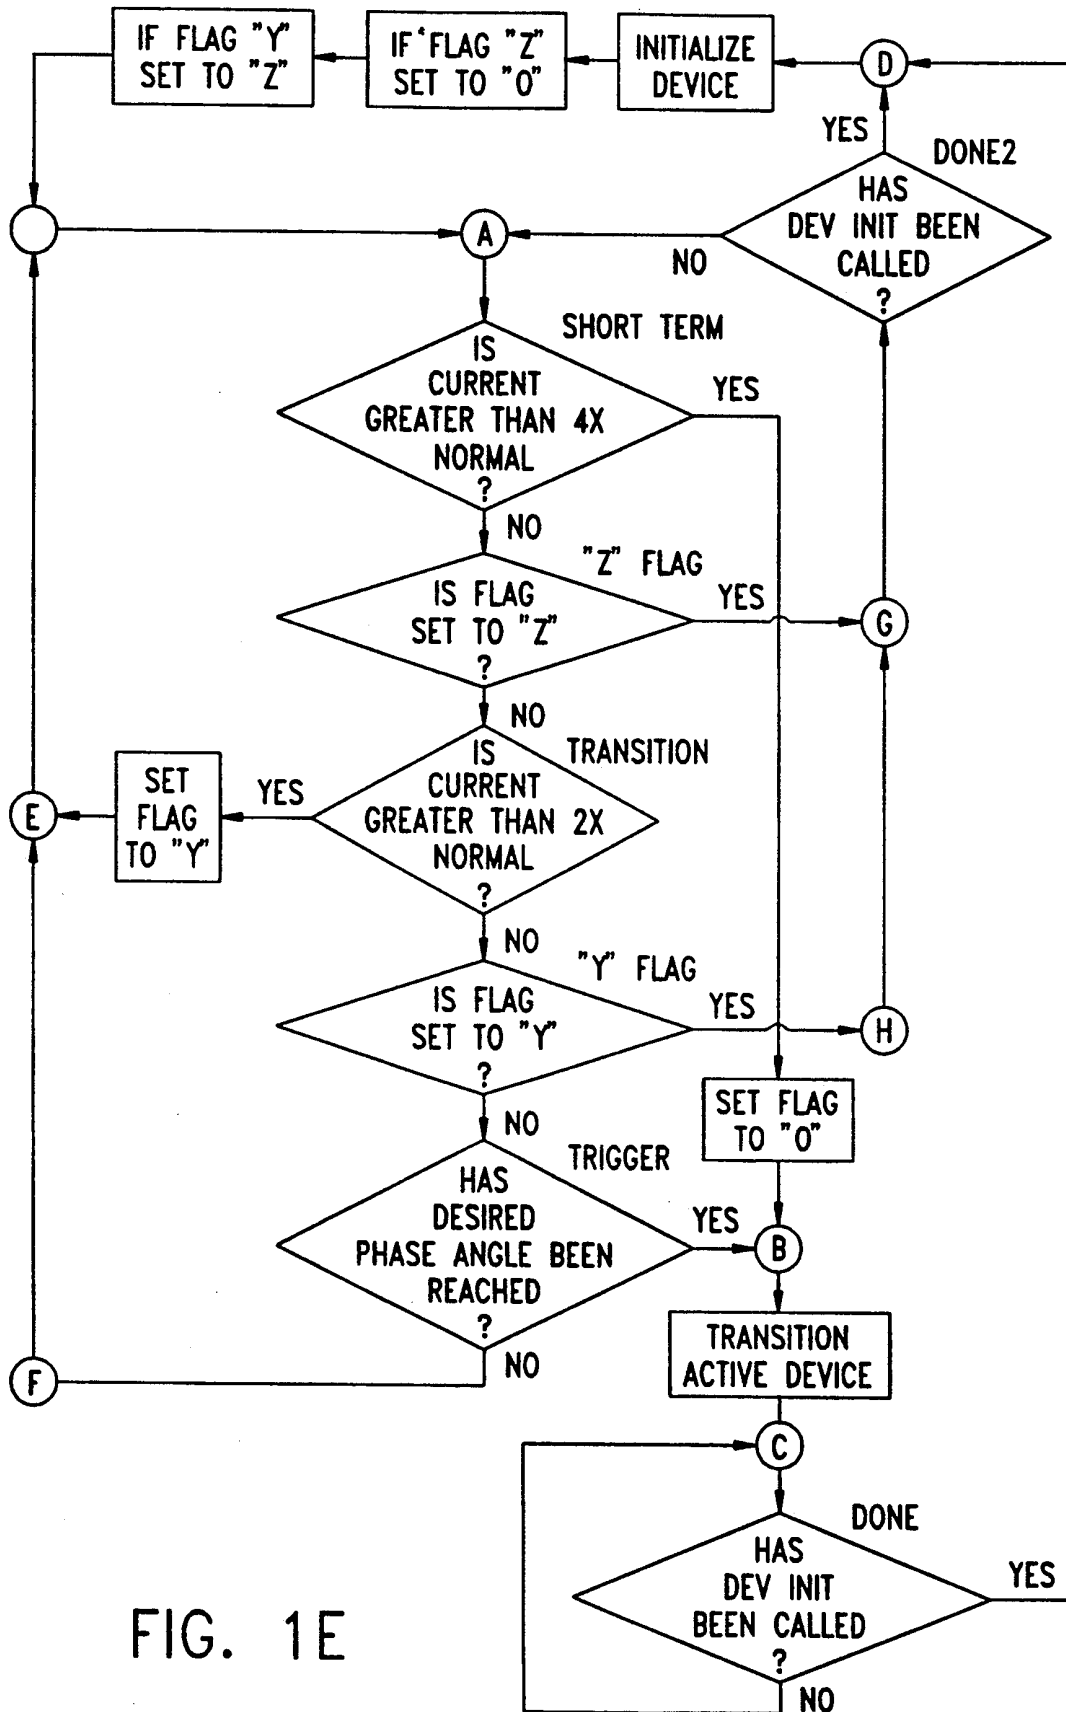 IF FLAG "Y"
SET TO "Z"
IF FLAG "Z"
SET TO "O"
INITIALIZE
DEVICE
D
YES
DONE2
HAS
DEV INIT BEEN
CALLED
?
NO
A
SHORT TERM
IS
CURRENT
GREATER THAN 4X
NORMAL
?
YES
NO
"Z" FLAG
IS FLAG
SET TO "Z"
?
YES
G
NO
TRANSITION
IS
CURRENT
GREATER THAN 2X
NORMAL
?
YES
SET
FLAG
TO "Y"
E
NO
"Y" FLAG
IS FLAG
SET TO "Y"
?
YES
H
NO
SET FLAG
TO "O"
TRIGGER
HAS
DESIRED
PHASE ANGLE BEEN
REACHED
?
YES
B
NO
F
TRANSITION
ACTIVE DEVICE
C
DONE
HAS
DEV INIT
BEEN CALLED
?
YES
NO
FIG. 1E